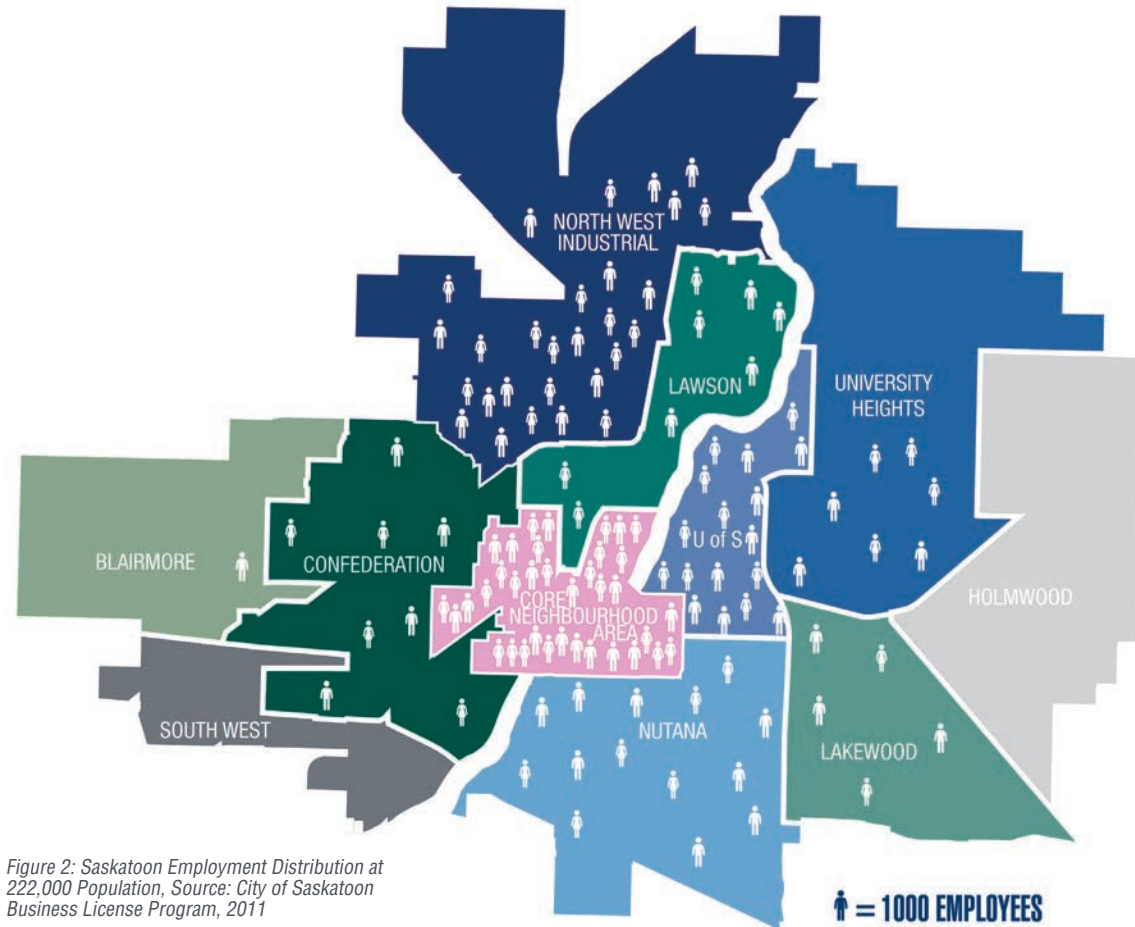 NORTH WEST
INDUSTRIAL
LAWSON
UNIVERSITY
HEIGHTS
U of S
BLAIRMORE
CONFEDERATION
CORE
NEIGHBOURHOOD
AREA
HOLMWOOD
SOUTH WEST
NUTANA
LAKEWOOD
Figure 2: Saskatoon Employment Distribution at
222,000 Population, Source: City of Saskatoon
Business License Program, 2011
= 1000 EMPLOYEES